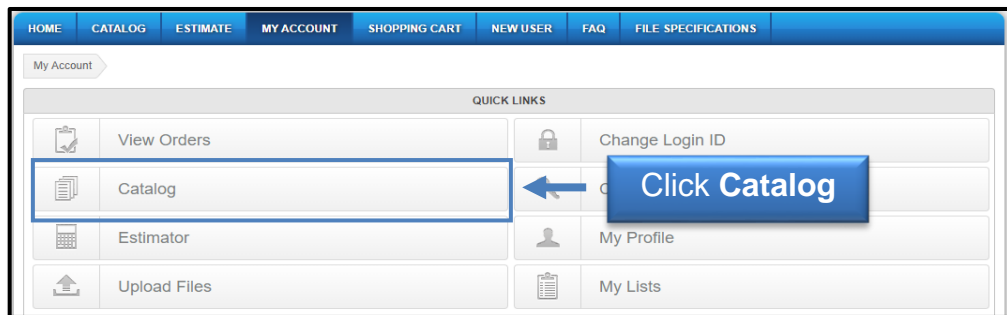 HOME CATALOG ESTIMATE MY ACCOUNT SHOPPING CART NEW USER FAQ FILE SPECIFICATIONS
My Account
QUICK LINKS
View Orders
Change Login ID
Catalog
Click Catalog
Estimator
My Profile
Upload Files
My Lists